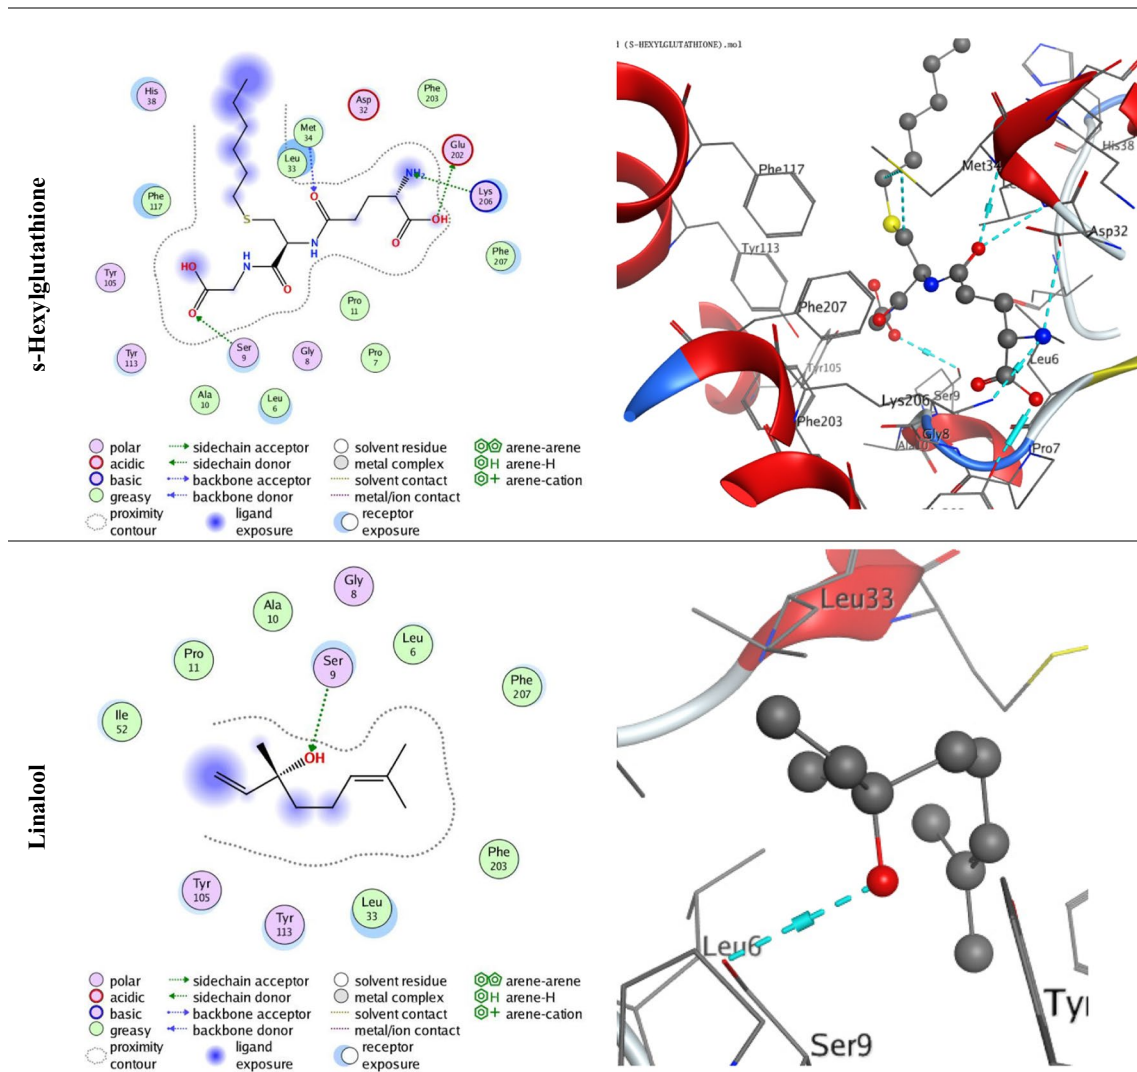 s-Hexylglutathione
His
38
Asp
32
Phe
203
Met
34
Leu
33
Glu
202
NH₂
Lys
206
Phe
117
O
OH
S
O
H
N
N
H
HO
O
O
O
Phe
207
Tyr
105
Pro
11
Tyr
113
Ser
9
Gly
8
Pro
7
Ala
10
Leu
6
polar
sidechain acceptor
solvent residue
arene-arene
acidic
sidechain donor
metal complex
H arene-H
basic
backbone acceptor
solvent contact
+ arene-cation
greasy
backbone donor
metal/ion contact
proximity
contour
ligand
exposure
receptor
exposure
(S-HEXYLGLUTATHIONE).mol
His38
Phe117
Met34
Asp32
Tyr113
Phe207
Leu6
Tyr105
Lys206
Ser9
Phe203
Gly8
Pro7
Linalool
Gly
8
Ala
10
Leu
6
Pro
11
Ser
9
Phe
207
Ile
52
OH
Phe
203
Tyr
105
Leu
33
Tyr
113
polar
sidechain acceptor
solvent residue
arene-arene
acidic
sidechain donor
metal complex
H arene-H
basic
backbone acceptor
solvent contact
+ arene-cation
greasy
backbone donor
metal/ion contact
proximity
contour
ligand
exposure
receptor
exposure
Leu33
Leu6
Ser9